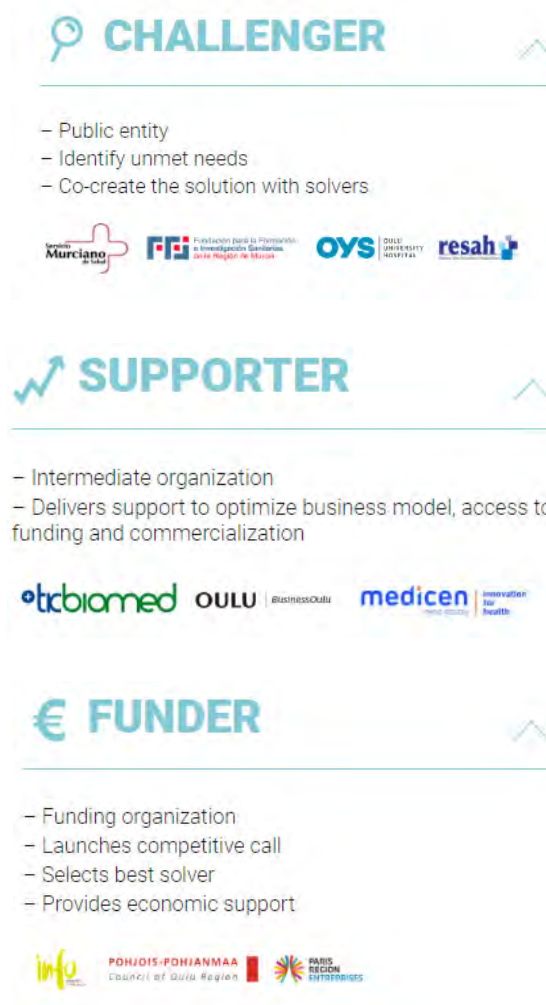 CHALLENGER
– Public entity
– Identify unmet needs
– Co-create the solution with solvers
Servicio
Murciano
de Salud
FFi
Fundación para la Formación
e Investigación Sanitarias
de la Región de Murcia
OYS
OULU
UNIVERSITY
HOSPITAL
resah
SUPPORTER
– Intermediate organization
– Delivers support to optimize business model, access to
funding and commercialization
ticbiomed
OULU
BusinessOulu
medicen
innovation
for
health
€ FUNDER
– Funding organization
– Launches competitive call
– Selects best solver
– Provides economic support
info
POHJOIS-POHJANMAA
Council of Oulu Region
PARIS
REGION
ENTREPRISES